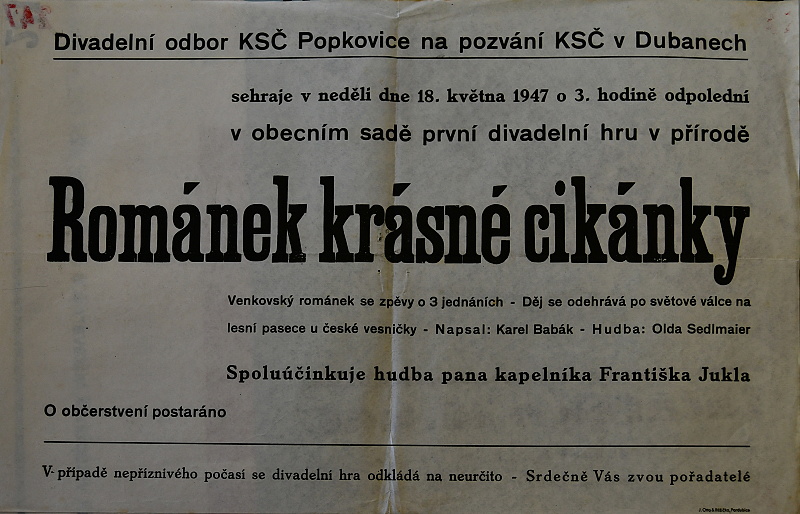 347
Divadelní odbor KSČ Popkovice na pozvání KSČ v Dubanech
sehraje v neděli dne 18. května 1947 o 3. hodině odpolední
v obecním sadě první divadelní hru v přírodě
Románek krásné cikánky
Venkovský románek se zpěvy o 3 jednáních - Děj se odehrává po světové válce na
lesní pasece u české vesničky - Napsal: Karel Babák - Hudba: Olda Sedlmaier
Spoluúčinkuje hudba pana kapelníka Františka Jukla
O občerstvení postaráno
V případě nepříznivého počasí se divadelní hra odkládá na neurčito - Srdečně Vás zvou pořadatelé